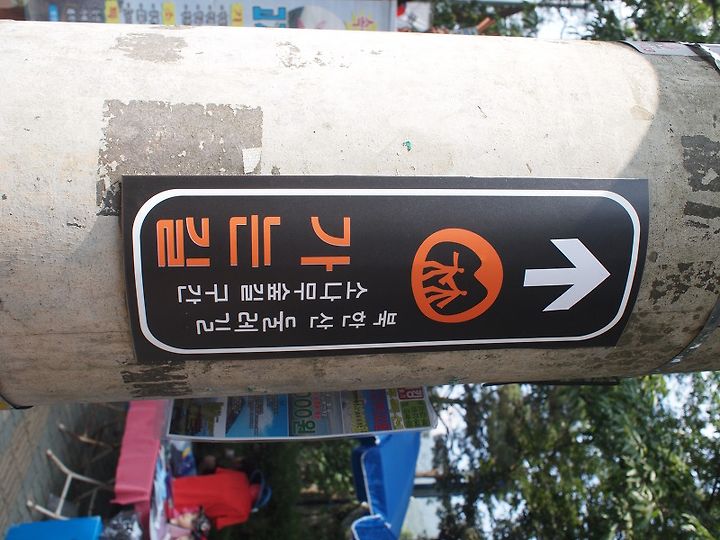 북한산 둘레길
소나무숲길 구간
가는길